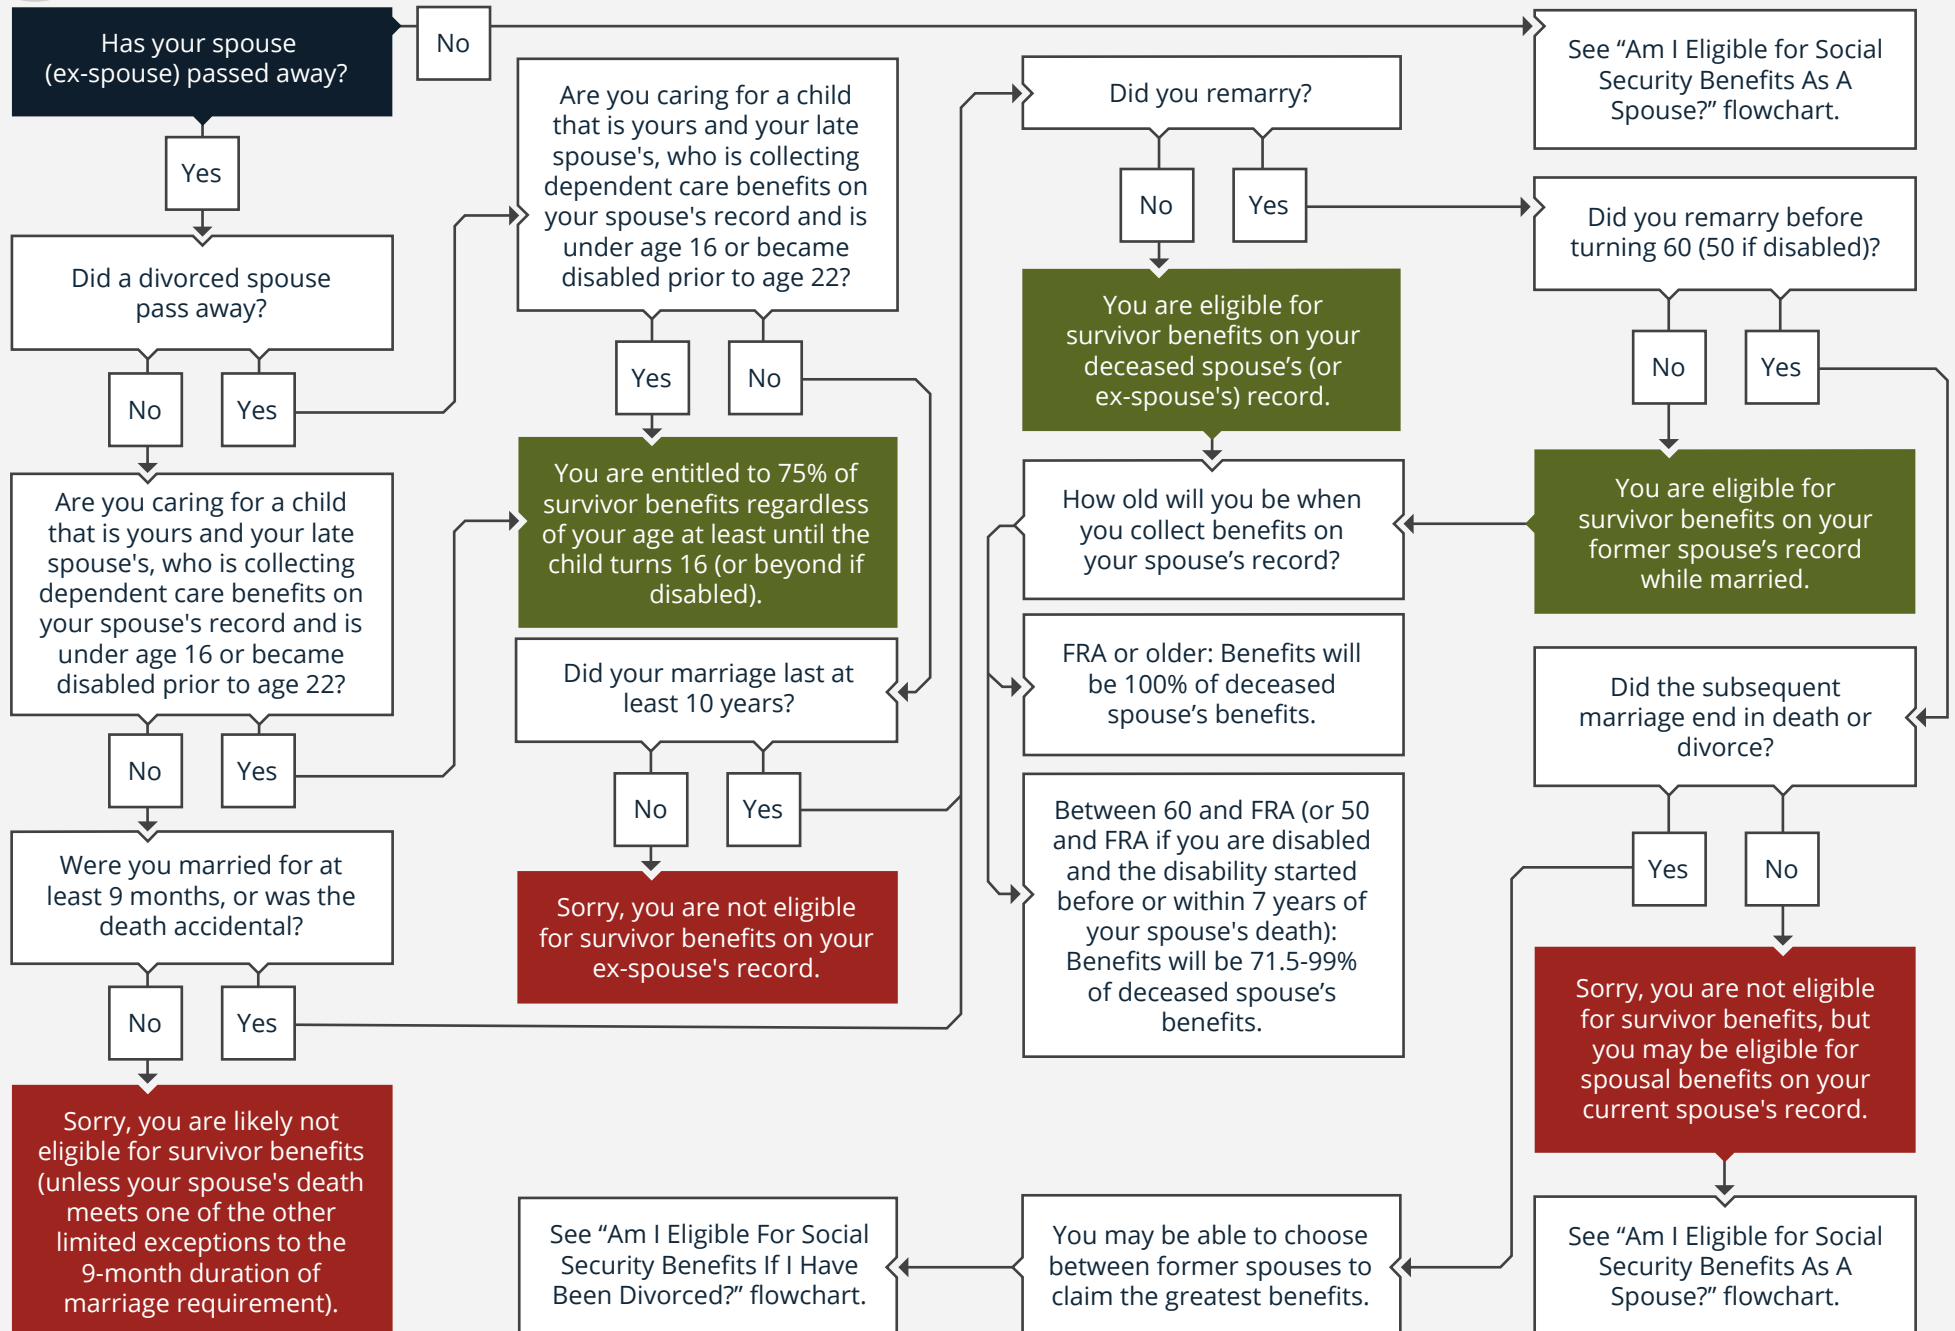 Has your spouse
(ex-spouse) passed away?
No
Yes
Did a divorced spouse
pass away?
No
Yes
Are you caring for a child
that is yours and your late
spouse's, who is collecting
dependent care benefits on
your spouse's record and is
under age 16 or became
disabled prior to age 22?
No
Yes
Were you married for at
least 9 months, or was the
death accidental?
No
Yes
Sorry, you are likely not
eligible for survivor benefits
(unless your spouse's death
meets one of the other
limited exceptions to the
9-month duration of
marriage requirement).
Are you caring for a child
that is yours and your late
spouse's, who is collecting
dependent care benefits on
your spouse's record and is
under age 16 or became
disabled prior to age 22?
Yes
No
You are entitled to 75% of
survivor benefits regardless
of your age at least until the
child turns 16 (or beyond if
disabled).
Did your marriage last at
least 10 years?
No
Yes
Sorry, you are not eligible
for survivor benefits on your
ex-spouse's record.
See “Am I Eligible For Social
Security Benefits If I Have
Been Divorced?” flowchart.
Did you remarry?
No
Yes
You are eligible for
survivor benefits on your
deceased spouse’s (or
ex-spouse's) record.
How old will you be when
you collect benefits on
your spouse’s record?
FRA or older: Benefits will
be 100% of deceased
spouse’s benefits.
Between 60 and FRA (or 50
and FRA if you are disabled
and the disability started
before or within 7 years of
your spouse's death):
Benefits will be 71.5-99%
of deceased spouse’s
benefits.
You may be able to choose
between former spouses to
claim the greatest benefits.
See “Am I Eligible for Social
Security Benefits As A
Spouse?” flowchart.
Did you remarry before
turning 60 (50 if disabled)?
No
Yes
You are eligible for
survivor benefits on your
former spouse’s record
while married.
Did the subsequent
marriage end in death or
divorce?
Yes
No
Sorry, you are not eligible
for survivor benefits, but
you may be eligible for
spousal benefits on your
current spouse's record.
See “Am I Eligible for Social
Security Benefits As A
Spouse?” flowchart.